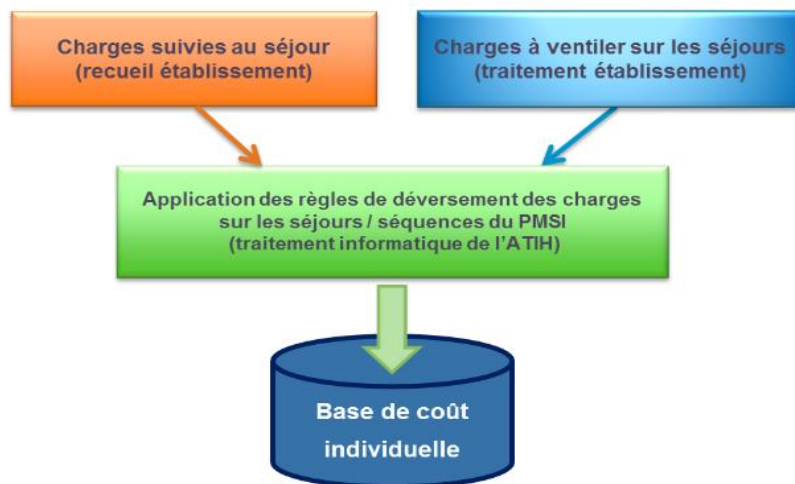 Charges suivies au séjour
(recueil établissement)
Charges à ventiler sur les séjours
(traitement établissement)
Application des règles de déversement des charges
sur les séjours / séquences du PMSI
(traitement informatique de l'ATIH)
Base de coût
individuelle